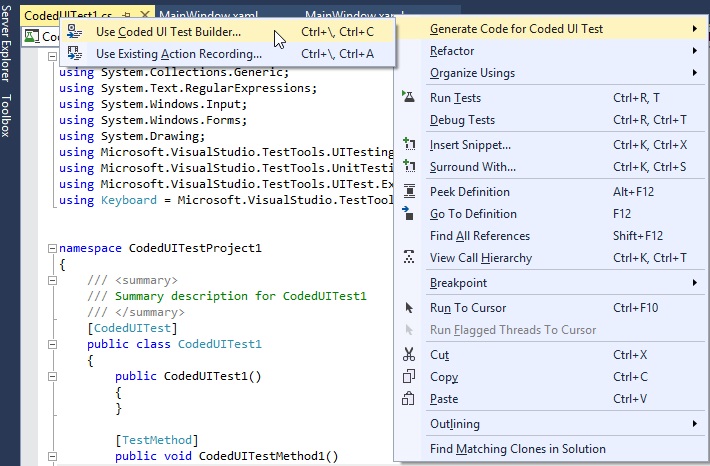 Server Explorer
Toolbox
CodedUITest1.cs
MainWindow.xaml
Use Coded UI Test Builder... Ctrl+\, Ctrl+C
Use Existing Action Recording... Ctrl+\, Ctrl+A
using System.Collections.Generic;
using System.Text.RegularExpressions;
using System.Windows.Input;
using System.Windows.Forms;
using System.Drawing;
using Microsoft.VisualStudio.TestTools.UITesting
using Microsoft.VisualStudio.TestTools.UnitTesti
using Microsoft.VisualStudio.TestTools.UITest.Ex
using Keyboard = Microsoft.VisualStudio.TestTool
namespace CodedUITestProject1
{
/// <summary>
/// Summary description for CodedUITest1
/// </summary>
[CodedUITest]
public class CodedUITest1
{
public CodedUITest1()
{
}
[TestMethod]
public void CodedUITestMethod1()
Generate Code for Coded UI Test
Refactor
Organize Usings
Run Tests Ctrl+R, T
Debug Tests Ctrl+R, Ctrl+T
Insert Snippet... Ctrl+K, Ctrl+X
Surround With... Ctrl+K, Ctrl+S
Peek Definition Alt+F12
Go To Definition F12
Find All References Shift+F12
View Call Hierarchy Ctrl+K, Ctrl+T
Breakpoint
Run To Cursor Ctrl+F10
Run Flagged Threads To Cursor
Cut Ctrl+X
Copy Ctrl+C
Paste Ctrl+V
Outlining
Find Matching Clones in Solution